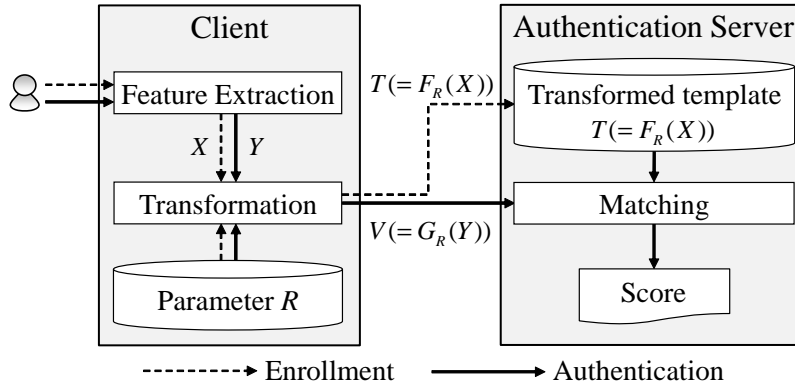 Client
Authentication Server
Feature Extraction
T(=F_R(X))
Transformed template
T(=F_R(X))
X
Y
Transformation
Matching
V(=G_R(Y))
Parameter R
Score
Enrollment
Authentication